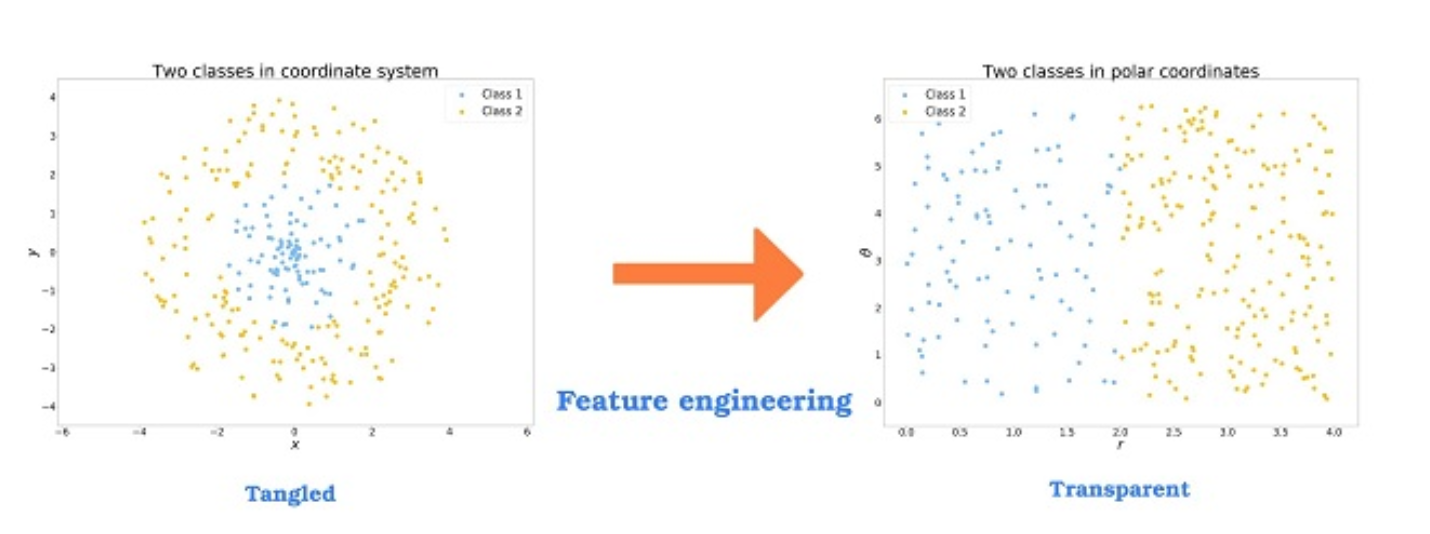 Two classes in coordinate system
Class 1
Class 2
4
3
2
1
0
−1
−2
−3
−4
y
−6
−4
−2
0
2
4
6
x
Tangled
Feature engineering
Two classes in polar coordinates
Class 1
Class 2
6
5
4
3
2
1
0
θ
0.0
0.5
1.0
1.5
2.0
2.5
3.0
3.5
4.0
r
Transparent